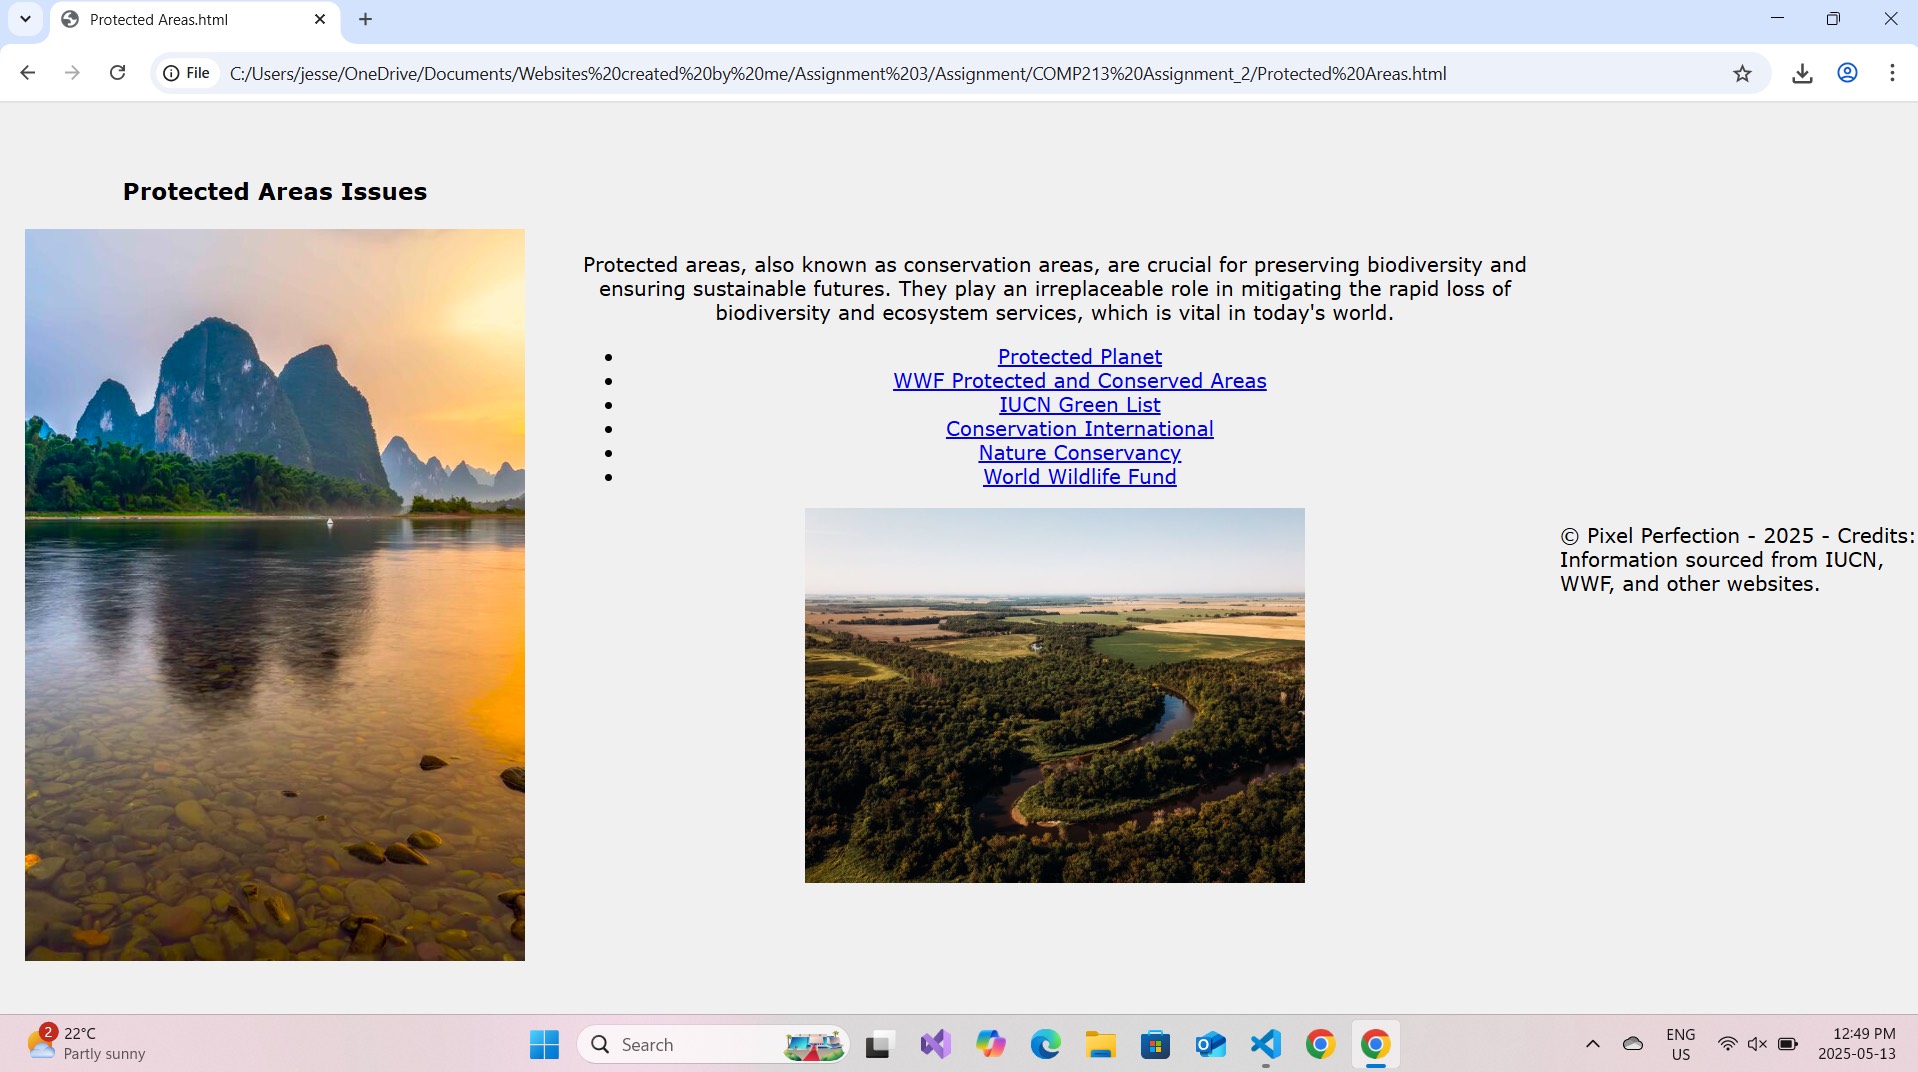 Protected Areas.html
File
C:/Users/jesse/OneDrive/Documents/Websites%20created%20by%20me/Assignment%203/Assignment/COMP213%20Assignment_2/Protected%20Areas.html
Protected Areas Issues
Protected areas, also known as conservation areas, are crucial for preserving biodiversity and
ensuring sustainable futures. They play an irreplaceable role in mitigating the rapid loss of
biodiversity and ecosystem services, which is vital in today's world.
• Protected Planet
• WWF Protected and Conserved Areas
• IUCN Green List
• Conservation International
• Nature Conservancy
• World Wildlife Fund
© Pixel Perfection - 2025 - Credits:
Information sourced from IUCN,
WWF, and other websites.
2
22°C
Partly sunny
Search
ENG
US
12:49 PM
2025-05-13